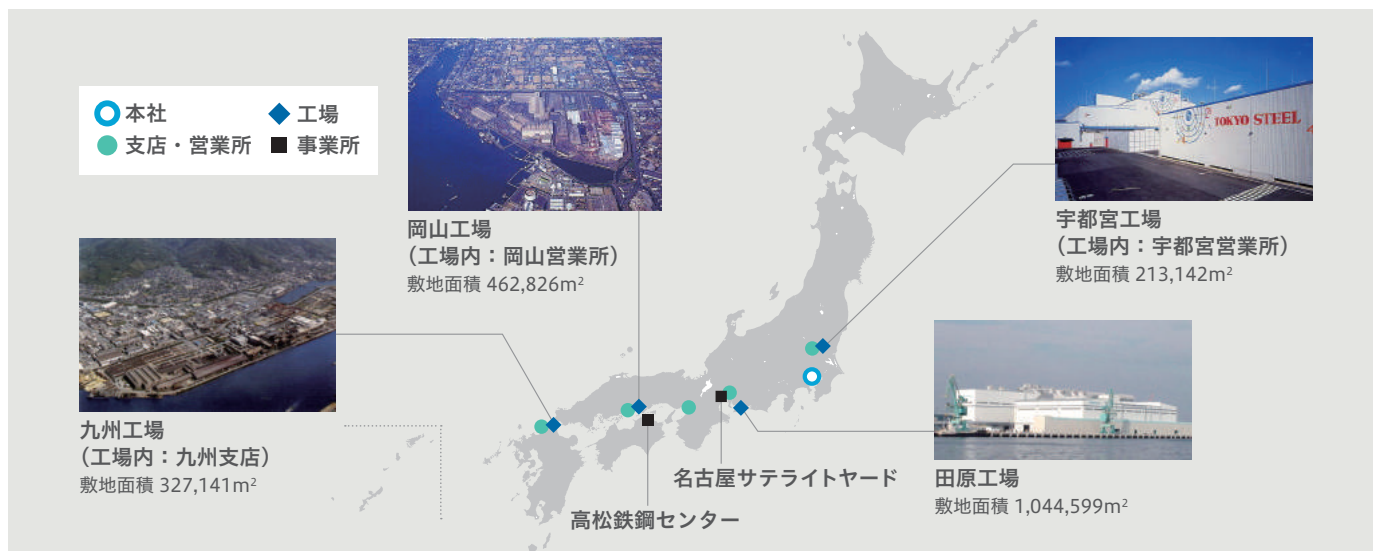 本社
工場
支店・営業所
事業所
岡山工場
（工場内：岡山営業所）
敷地面積 462,826m²
TOKYO STEEL
宇都宮工場
（工場内：宇都宮営業所）
敷地面積 213,142m²
九州工場
（工場内：九州支店）
敷地面積 327,141m²
名古屋サテライトヤード
高松鉄鋼センター
田原工場
敷地面積 1,044,599m²